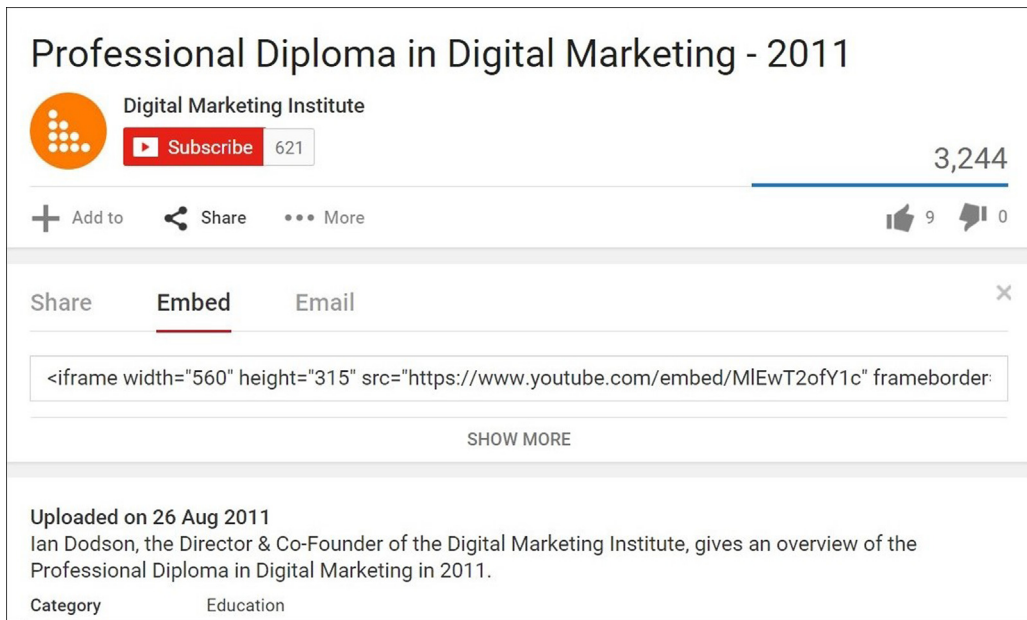 Professional Diploma in Digital Marketing - 2011
Digital Marketing Institute
Subscribe 621
3,244
Add to Share More 9 0
Share Embed Email
<iframe width="560" height="315" src="https://www.youtube.com/embed/MlEwT2ofY1c" frameborder=
SHOW MORE
Uploaded on 26 Aug 2011
Ian Dodson, the Director & Co-Founder of the Digital Marketing Institute, gives an overview of the
Professional Diploma in Digital Marketing in 2011.
Category Education